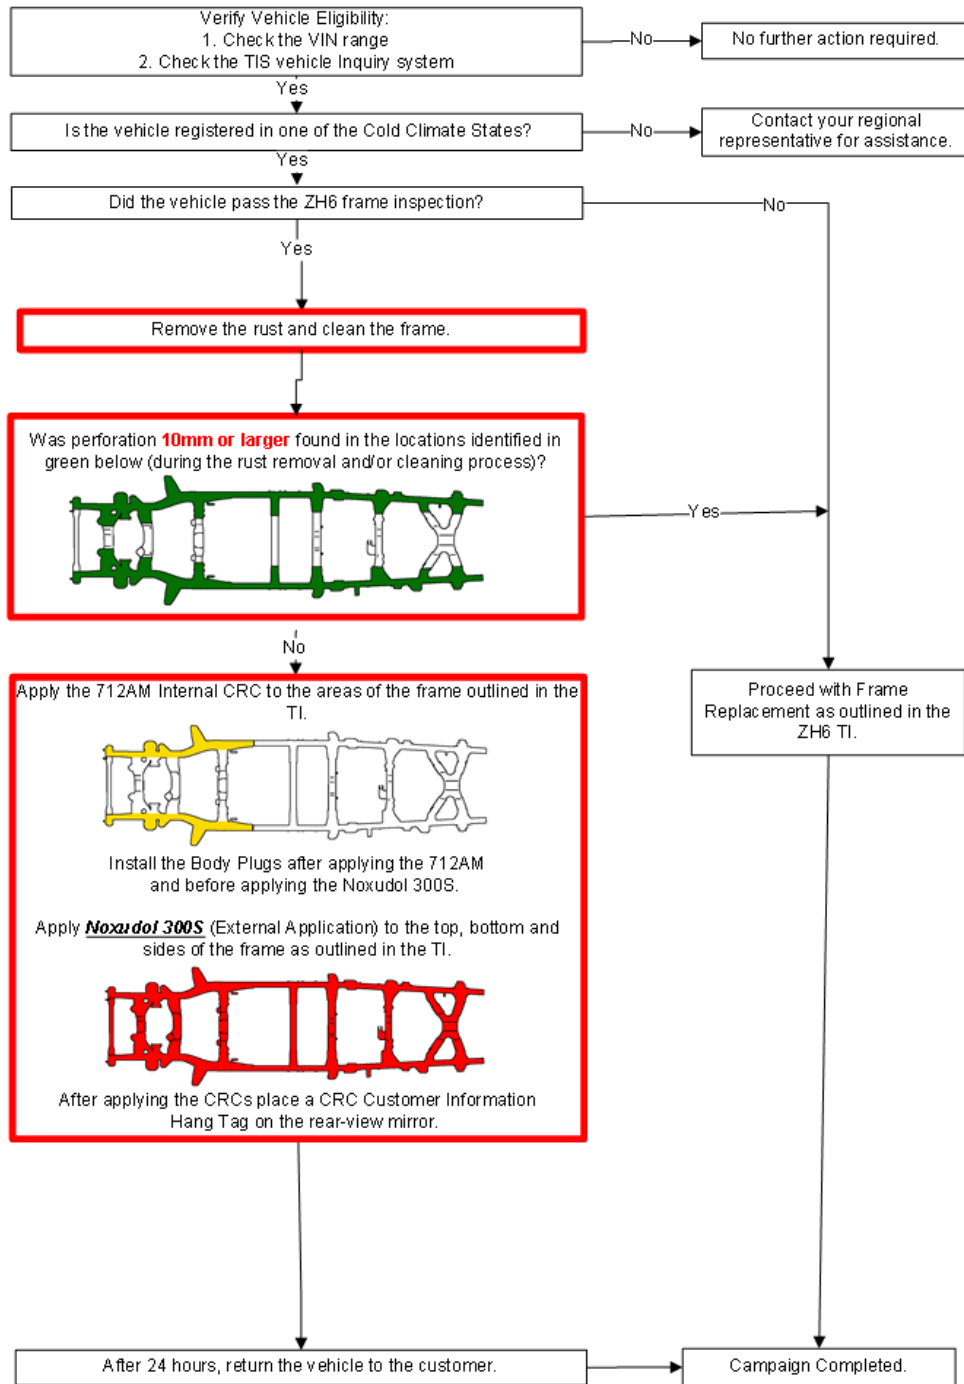 Verify Vehicle Eligibility:
1. Check the VIN range
2. Check the TIS vehicle Inquiry system
No
No further action required.
Yes
Is the vehicle registered in one of the Cold Climate States?
No
Contact your regional
representative for assistance.
Yes
Did the vehicle pass the ZH6 frame inspection?
No
Yes
Remove the rust and clean the frame.
Was perforation 10mm or larger found in the locations identified in
green below (during the rust removal and/or cleaning process)?
Yes
No
Apply the 712AM Internal CRC to the areas of the frame outlined in the
TI.
Install the Body Plugs after applying the 712AM
and before applying the Noxudol 300S.
Apply Noxudol 300S (External Application) to the top, bottom and
sides of the frame as outlined in the TI.
After applying the CRCs place a CRC Customer Information
Hang Tag on the rear-view mirror.
Proceed with Frame
Replacement as outlined in the
ZH6 TI.
After 24 hours, return the vehicle to the customer.
Campaign Completed.